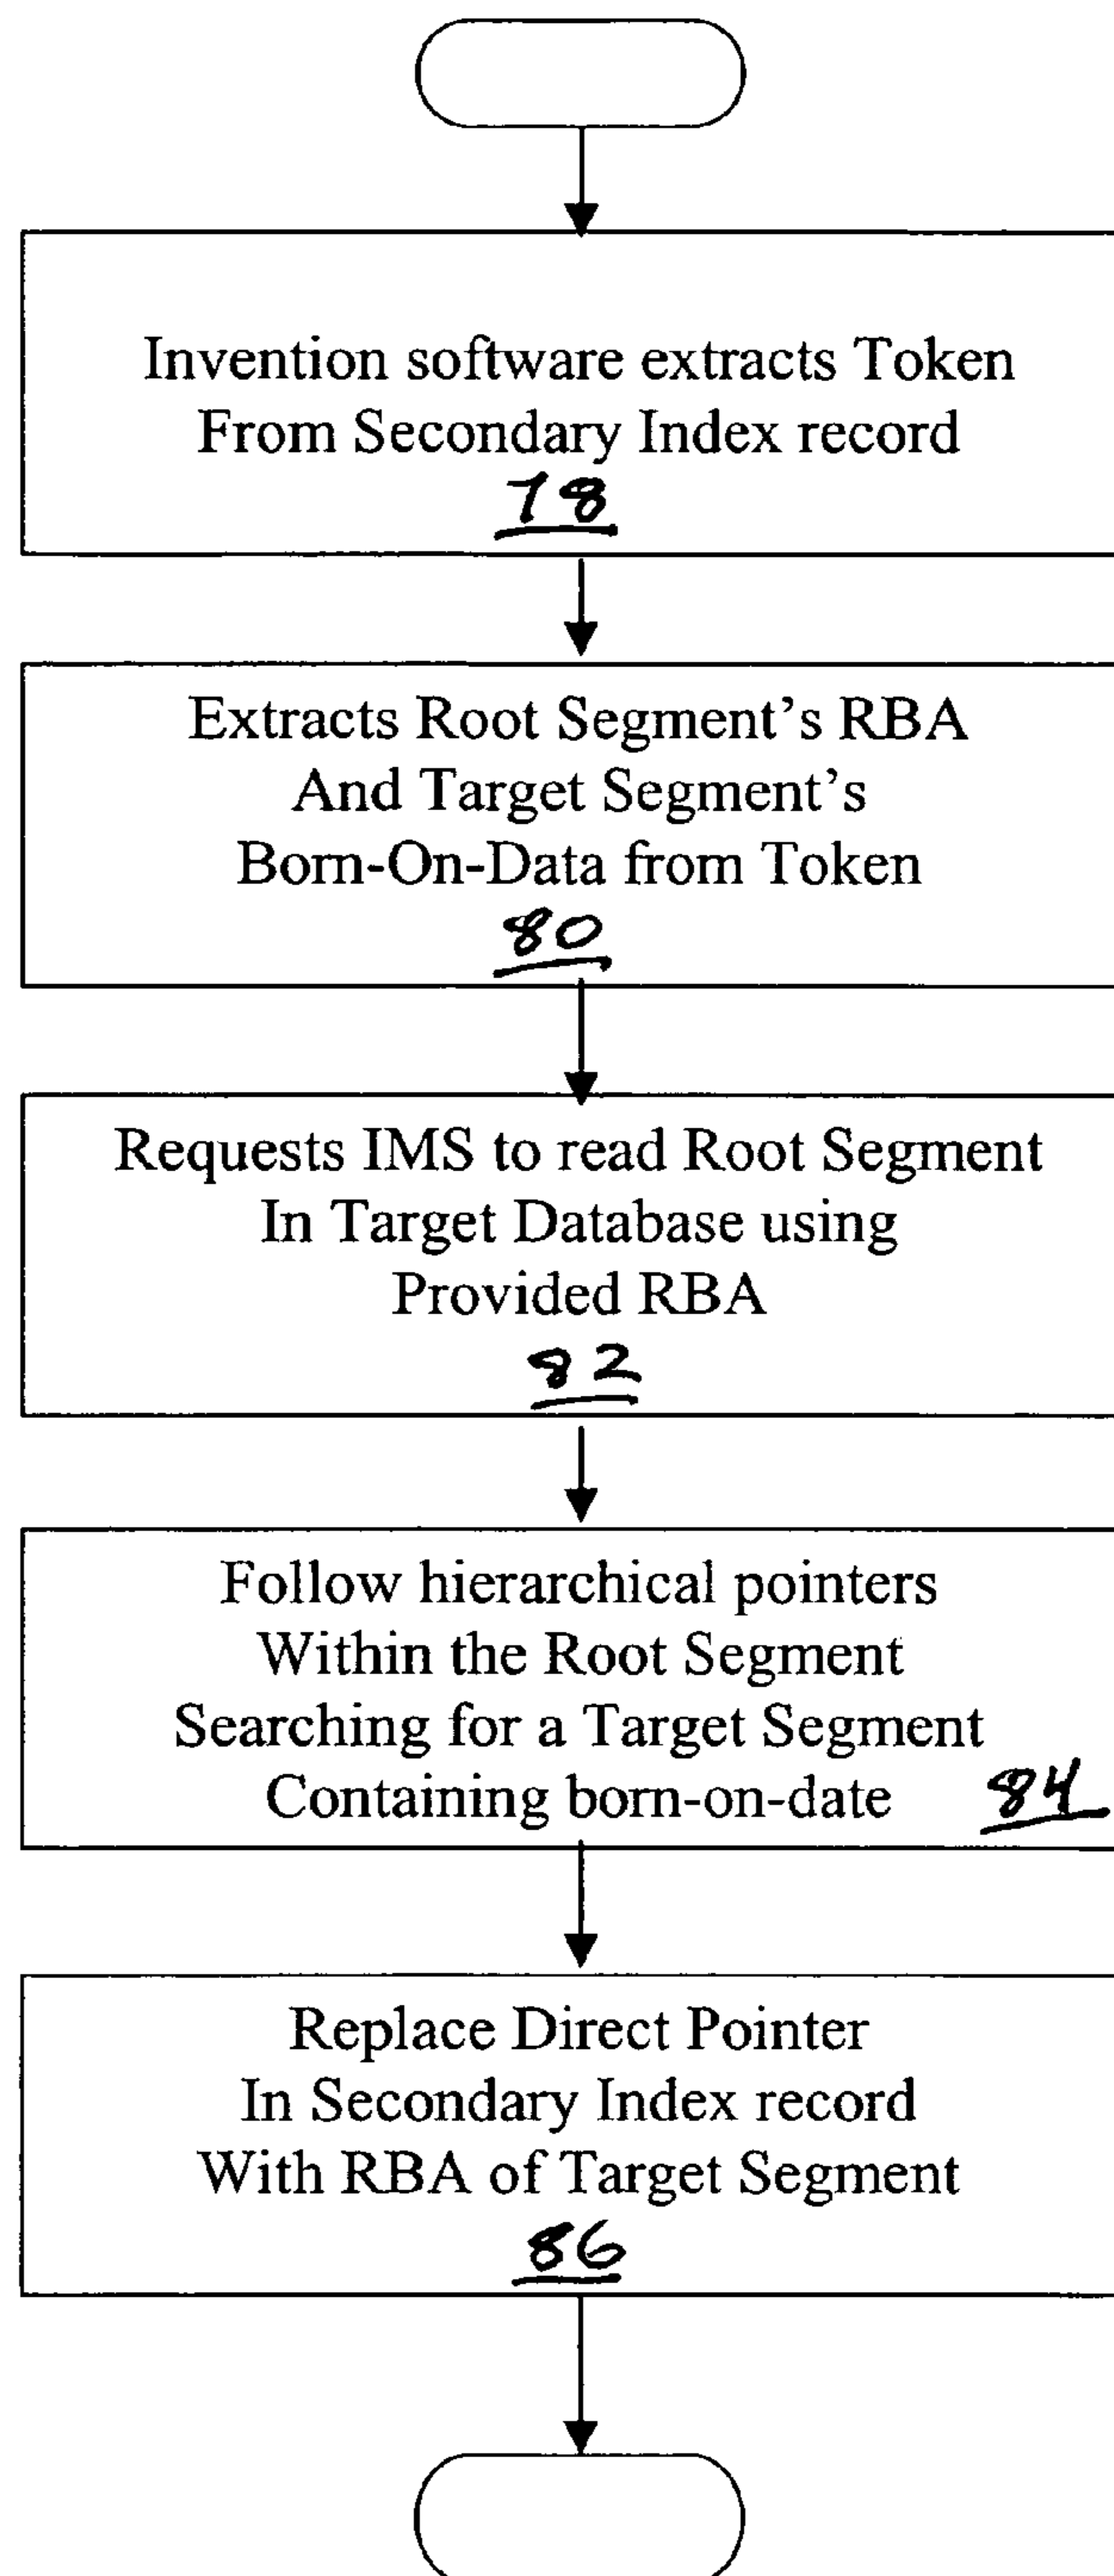 Invention software extracts Token
From Secondary Index record
78
Extracts Root Segment's RBA
And Target Segment's
Born-On-Data from Token
80
Requests IMS to read Root Segment
In Target Database using
Provided RBA
82
Follow hierarchical pointers
Within the Root Segment
Searching for a Target Segment
Containing born-on-date 84
Replace Direct Pointer
In Secondary Index record
With RBA of Target Segment
86